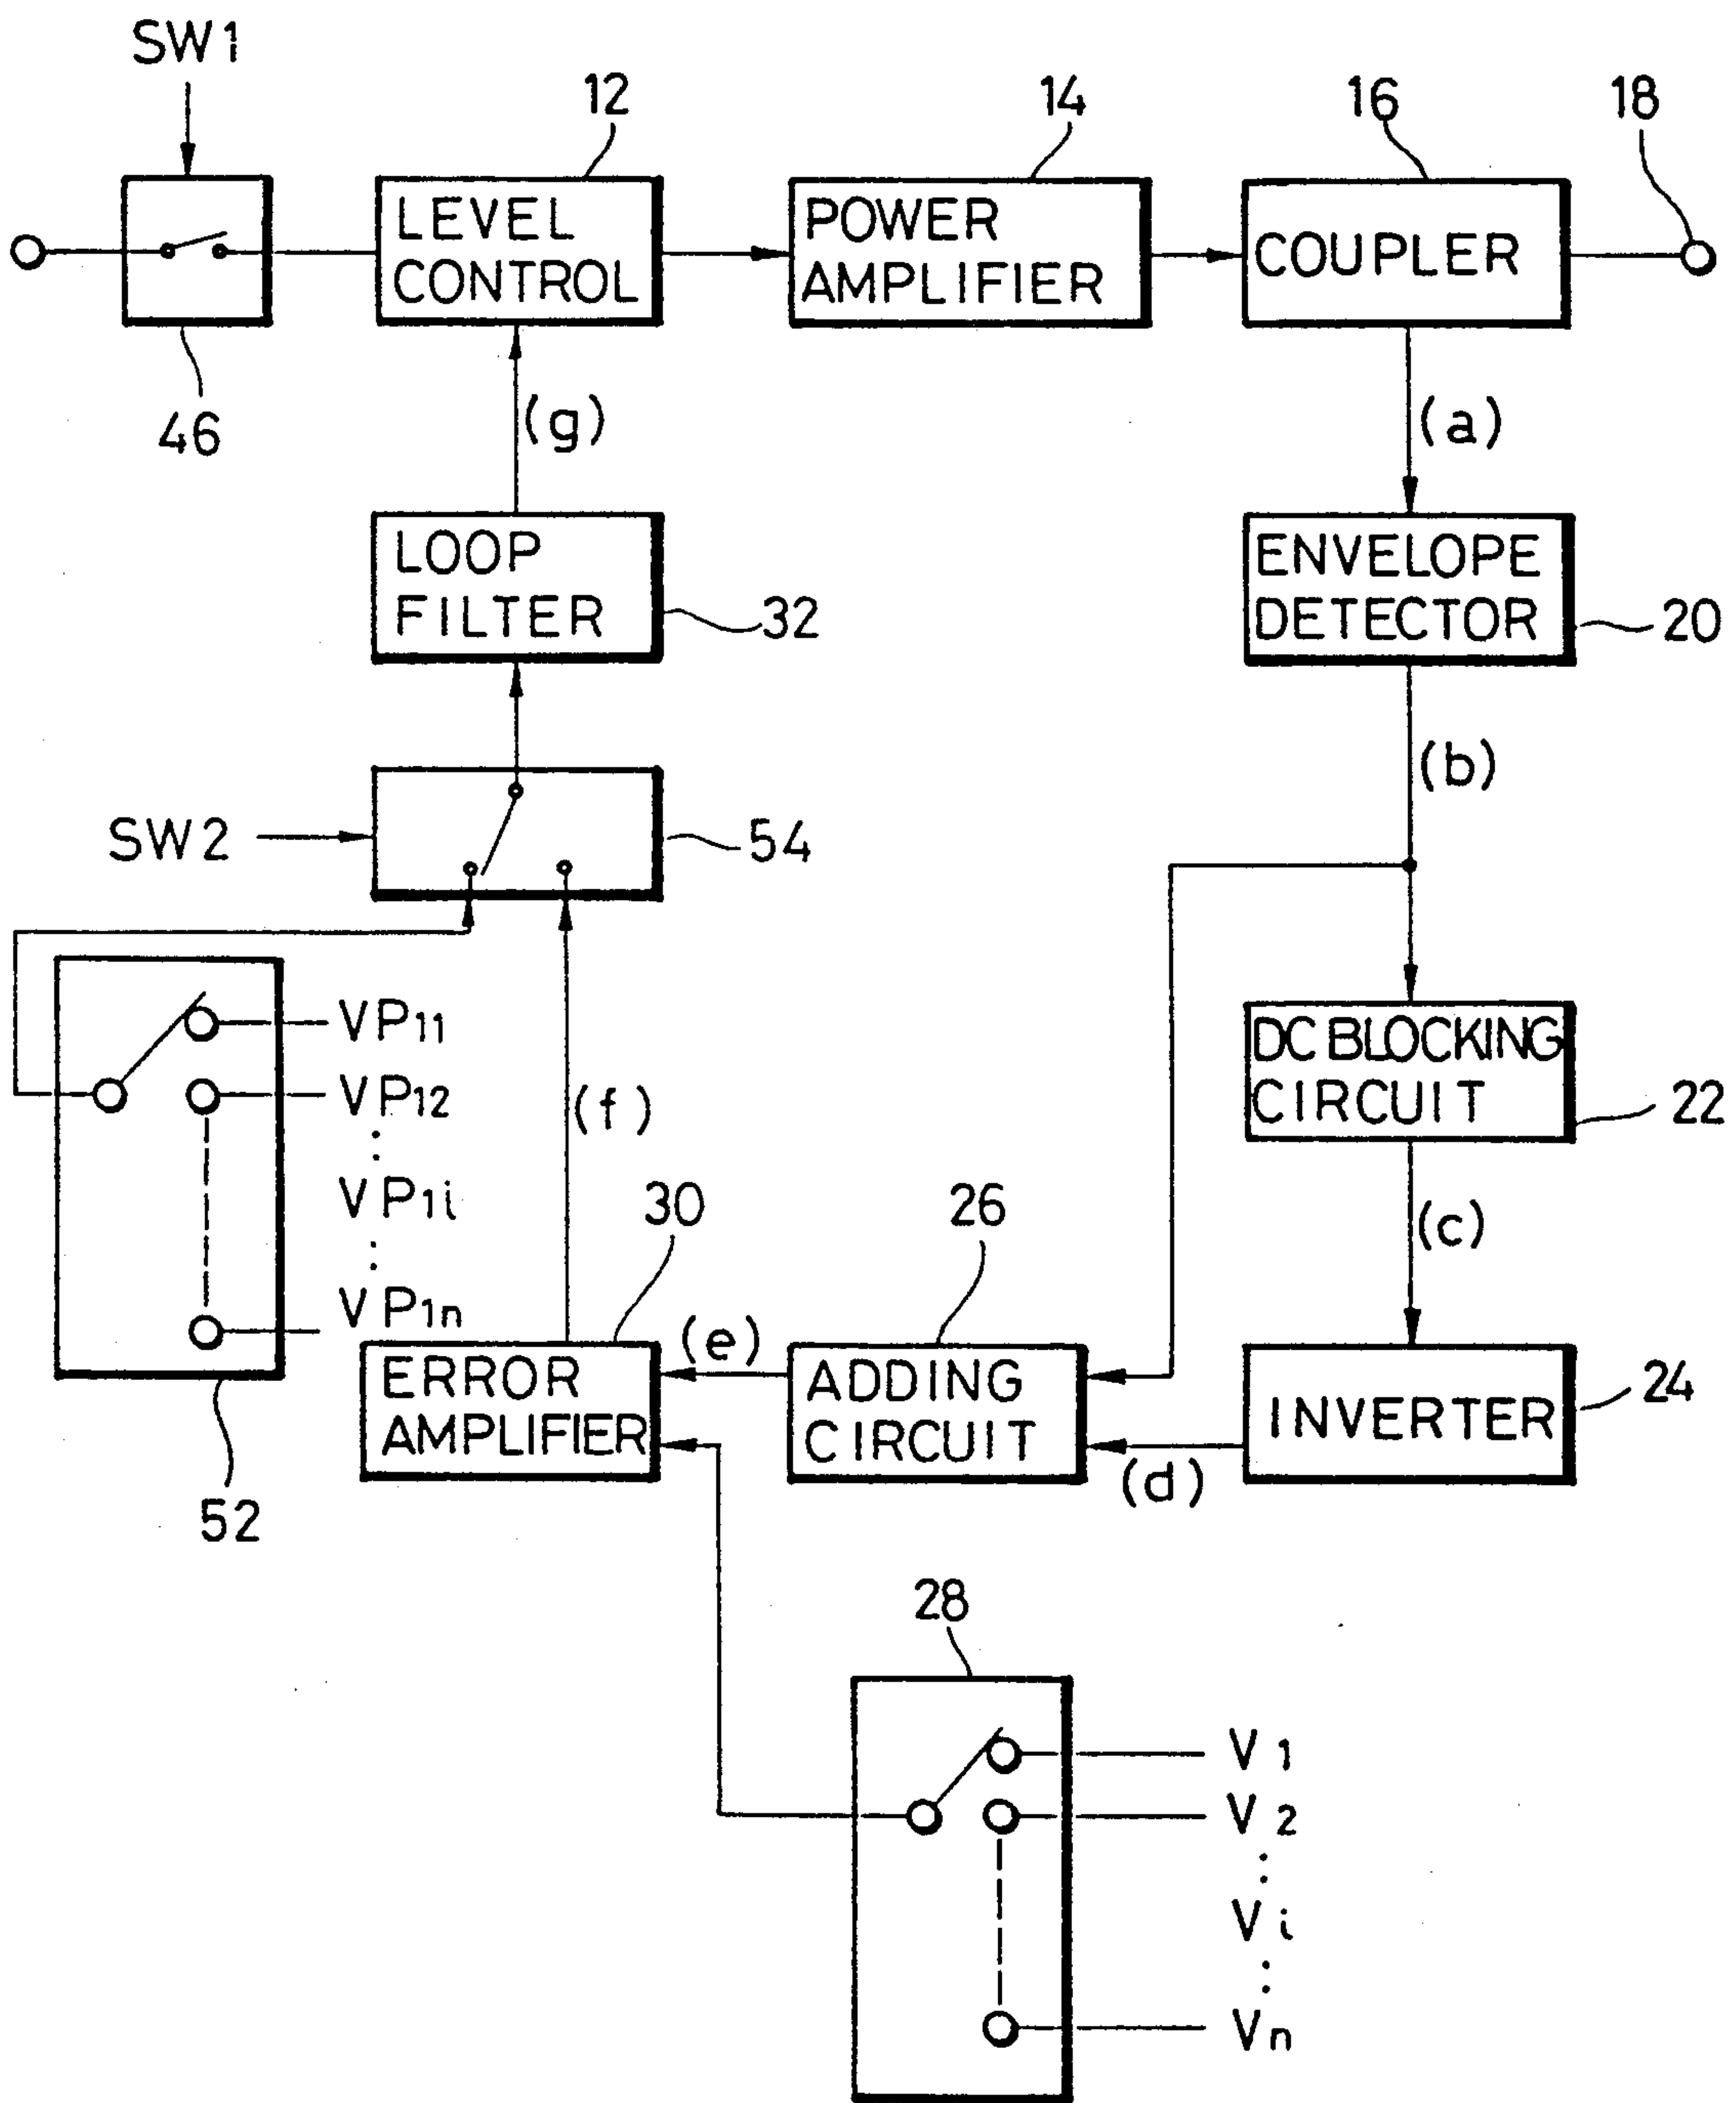 SW1
12
14
16
18
LEVEL
CONTROL
POWER
AMPLIFIER
COUPLER
46
(g)
(a)
LOOP
FILTER
32
ENVELOPE
DETECTOR
20
(b)
SW2
54
VP11
VP12
:
VP1i
:
VP1n
52
(f)
DC BLOCKING
CIRCUIT
22
(c)
30
26
ERROR
AMPLIFIER
(e)
ADDING
CIRCUIT
(d)
INVERTER
24
28
V1
V2
:
Vi
:
Vn